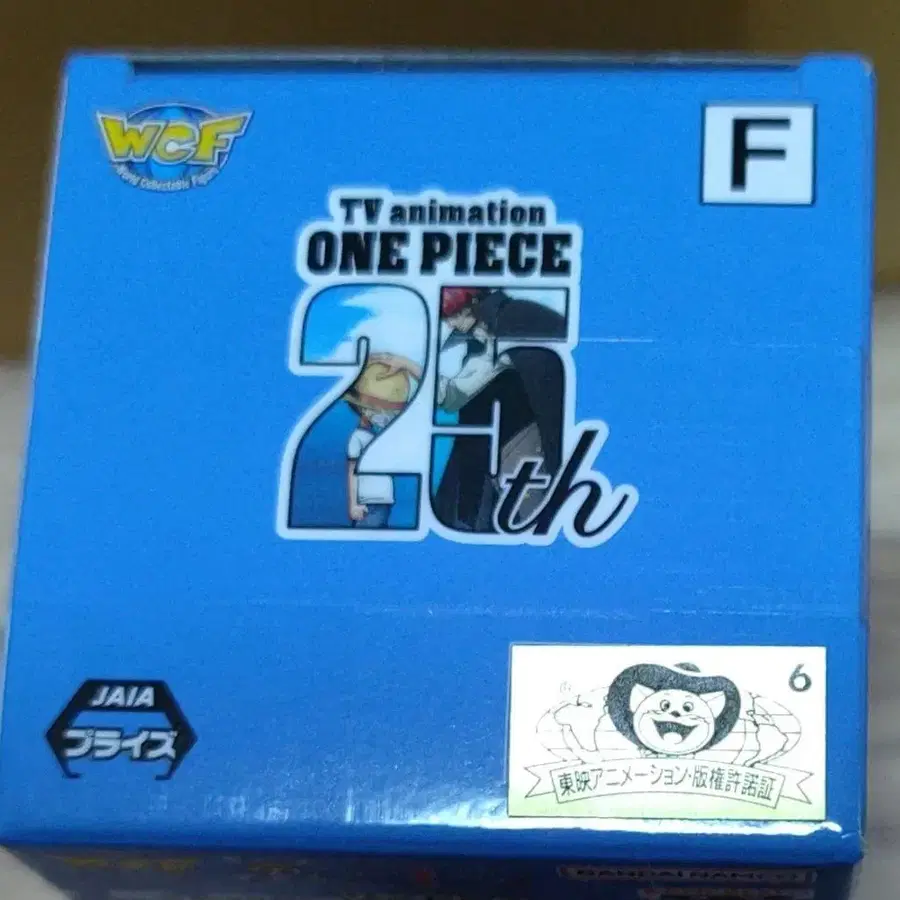 WCF
World Collectable Figure
F
TV animation
ONE PIECE
25th
JAIA
プライズ
6
東映アニメーション・版権許諾証
WCF
BANDAI NAMCO